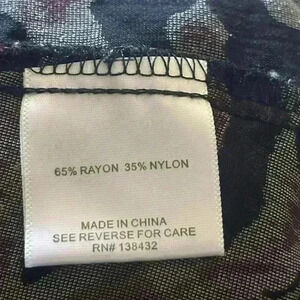 65% RAYON 35% NYLON
MADE IN CHINA
SEE REVERSE FOR CARE
RN# 138432